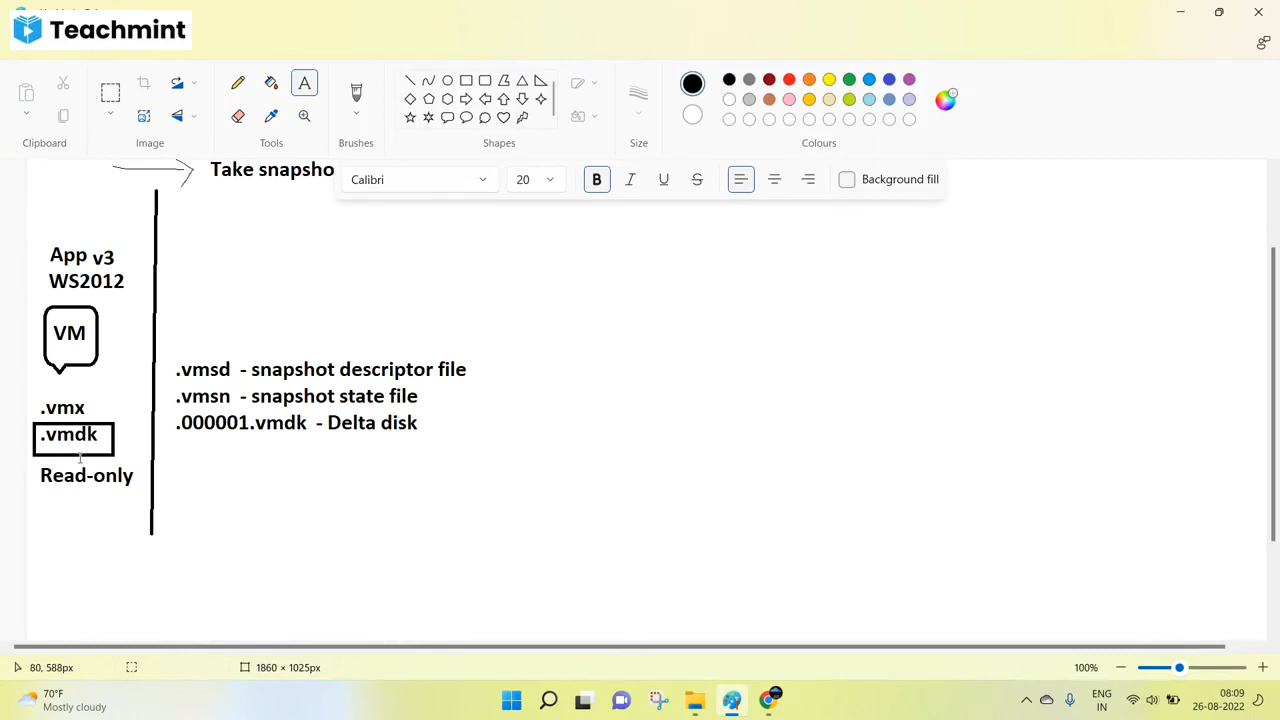 Teachmint
Clipboard
Image
Tools
Brushes
Shapes
Size
Colours
Take snapsho
Calibri
20
B
I
U
S
Background fill
App v3
WS2012
VM
.vmx
.vmdk
Read-only
.vmsd - snapshot descriptor file
.vmsn - snapshot state file
.000001.vmdk - Delta disk
80, 588px
1860 × 1025px
100%
70°F
Mostly cloudy
ENG
IN
08:09
26-08-2022